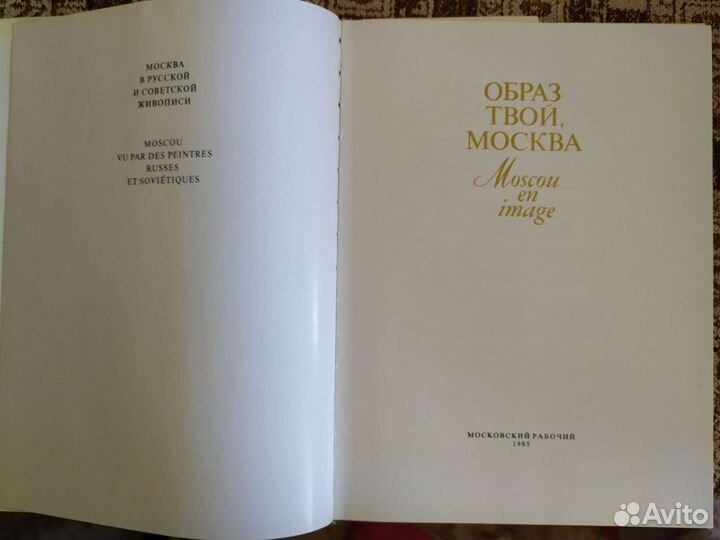 МОСКВА
В РУССКОЙ
И СОВЕТСКОЙ
ЖИВОПИСИ
MOSCOU
VU PAR DES PEINTRES
RUSSES
ET SOVIÉTIQUES
ОБРАЗ
ТВОЙ,
МОСКВА
Moscou
en
image
МОСКОВСКИЙ РАБОЧИЙ
1985
Avito